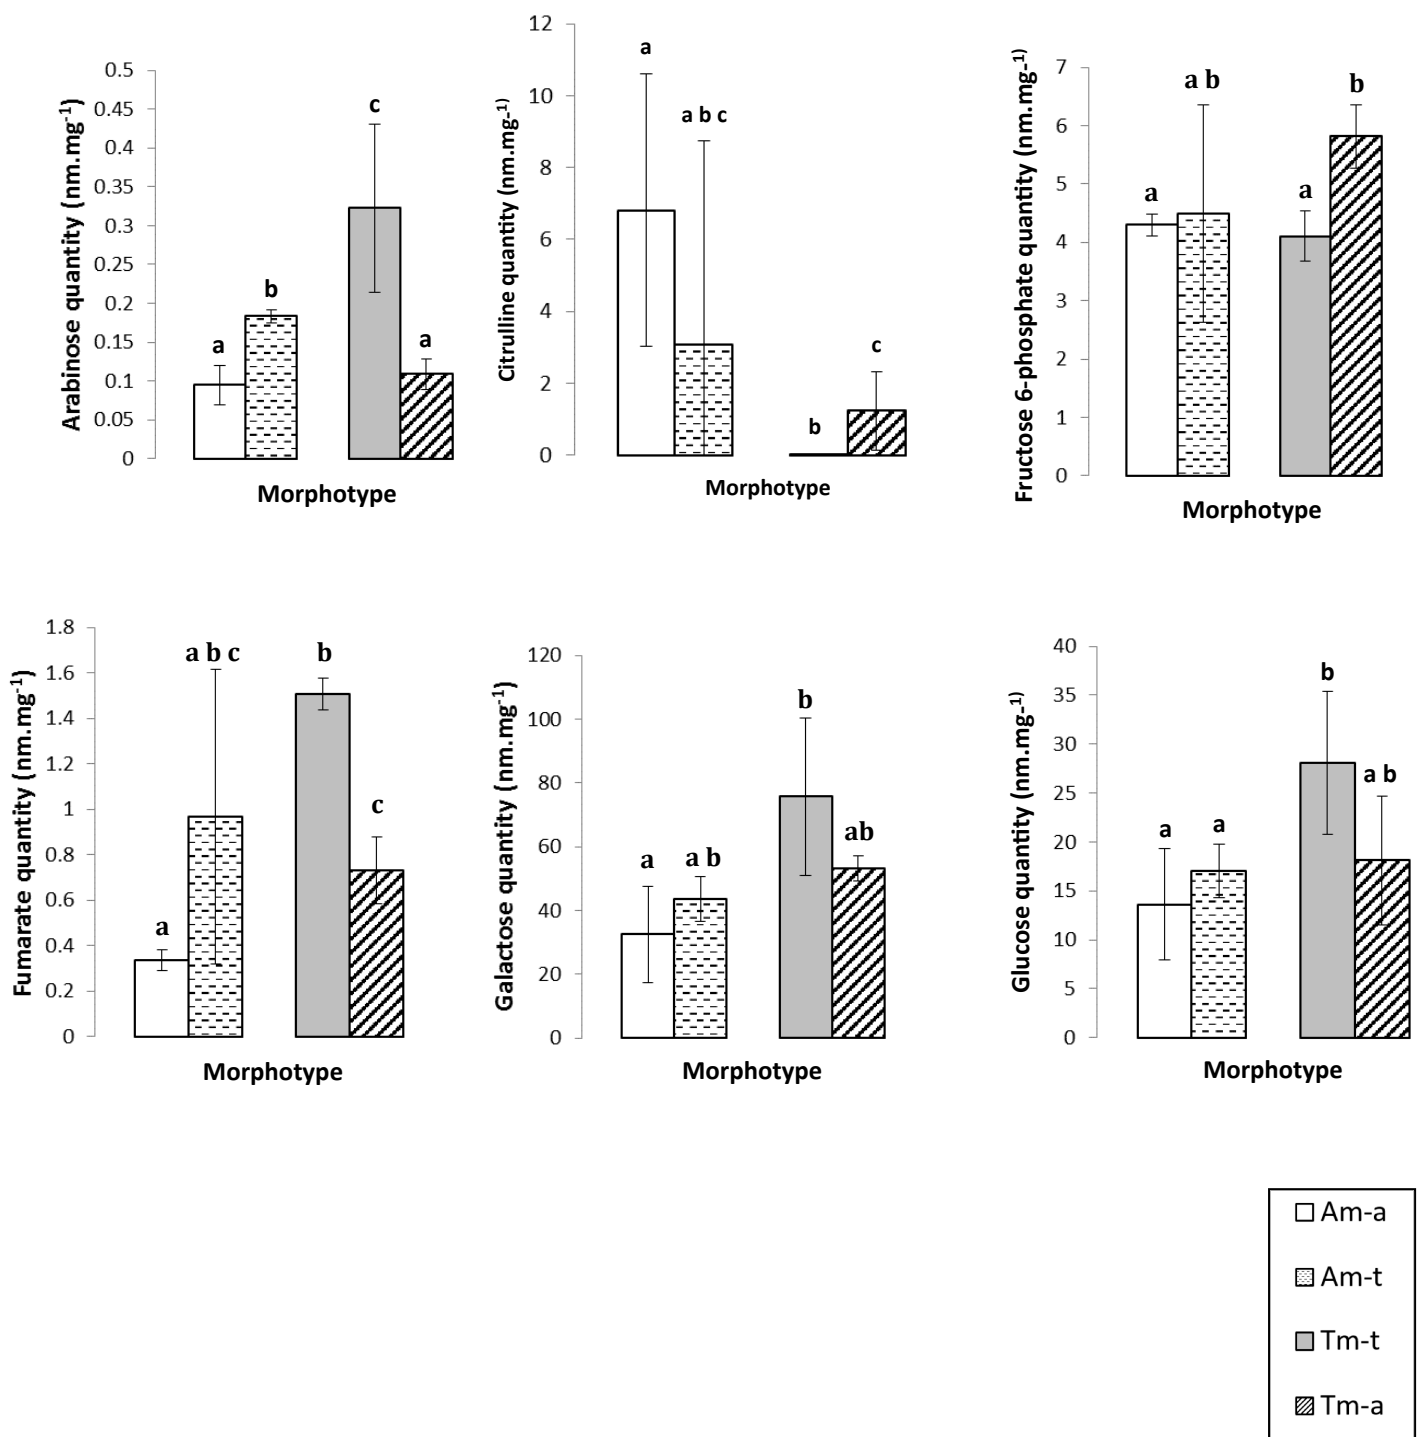 Arabinose quantity (nm.mg-1)
0.5
0.45
0.4
0.35
0.3
0.25
0.2
0.15
0.1
0.05
0
a
b
c
a
Morphotype
Citrulline quantity (nm.mg-1)
12
10
8
6
4
2
0
a
a b c
b
c
Morphotype
Fructose 6-phosphate quantity (nm.mg-1)
7
6
5
4
3
2
1
0
a
a b
a
b
Morphotype
Fumarate quantity (nm.mg-1)
1.8
1.6
1.4
1.2
1
0.8
0.6
0.4
0.2
0
a
a b c
b
c
Morphotype
Galactose quantity (nm.mg-1)
120
100
80
60
40
20
0
a
a b
b
ab
Morphotype
Glucose quantity (nm.mg-1)
40
35
30
25
20
15
10
5
0
a
a
b
a b
Morphotype
Am-a
Am-t
Tm-t
Tm-a